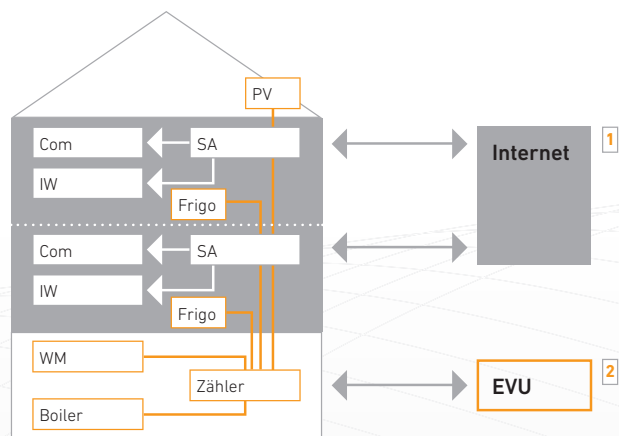 PV
Com
SA
Internet
1
IW
Frigo
Com
SA
IW
Frigo
WM
Zähler
EVU
2
Boiler